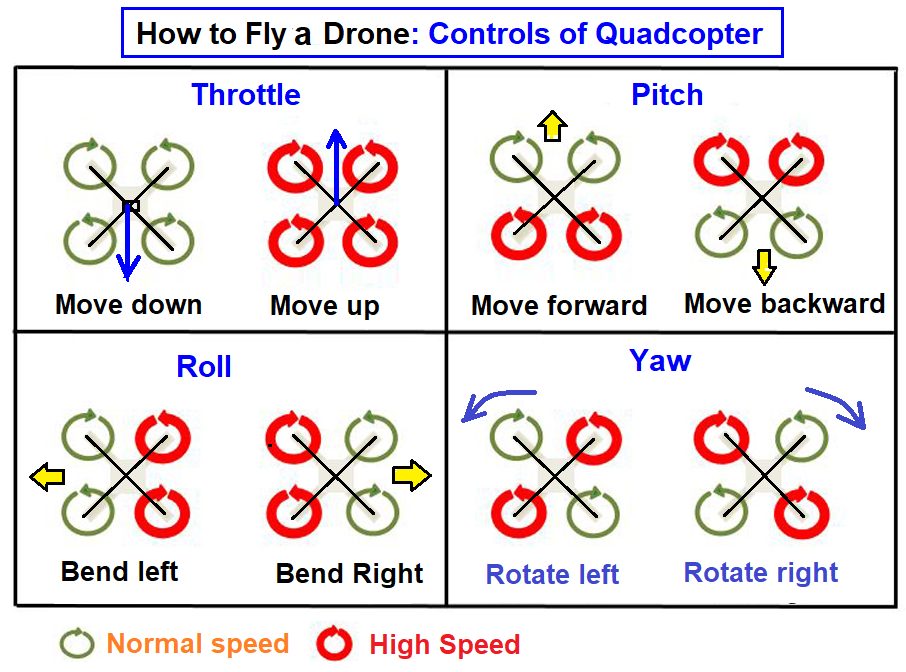 How to Fly a Drone: Controls of Quadcopter
Throttle
Move down
Move up
Pitch
Move forward
Move backward
Roll
Bend left
Bend Right
Yaw
Rotate left
Rotate right
Normal speed
High Speed